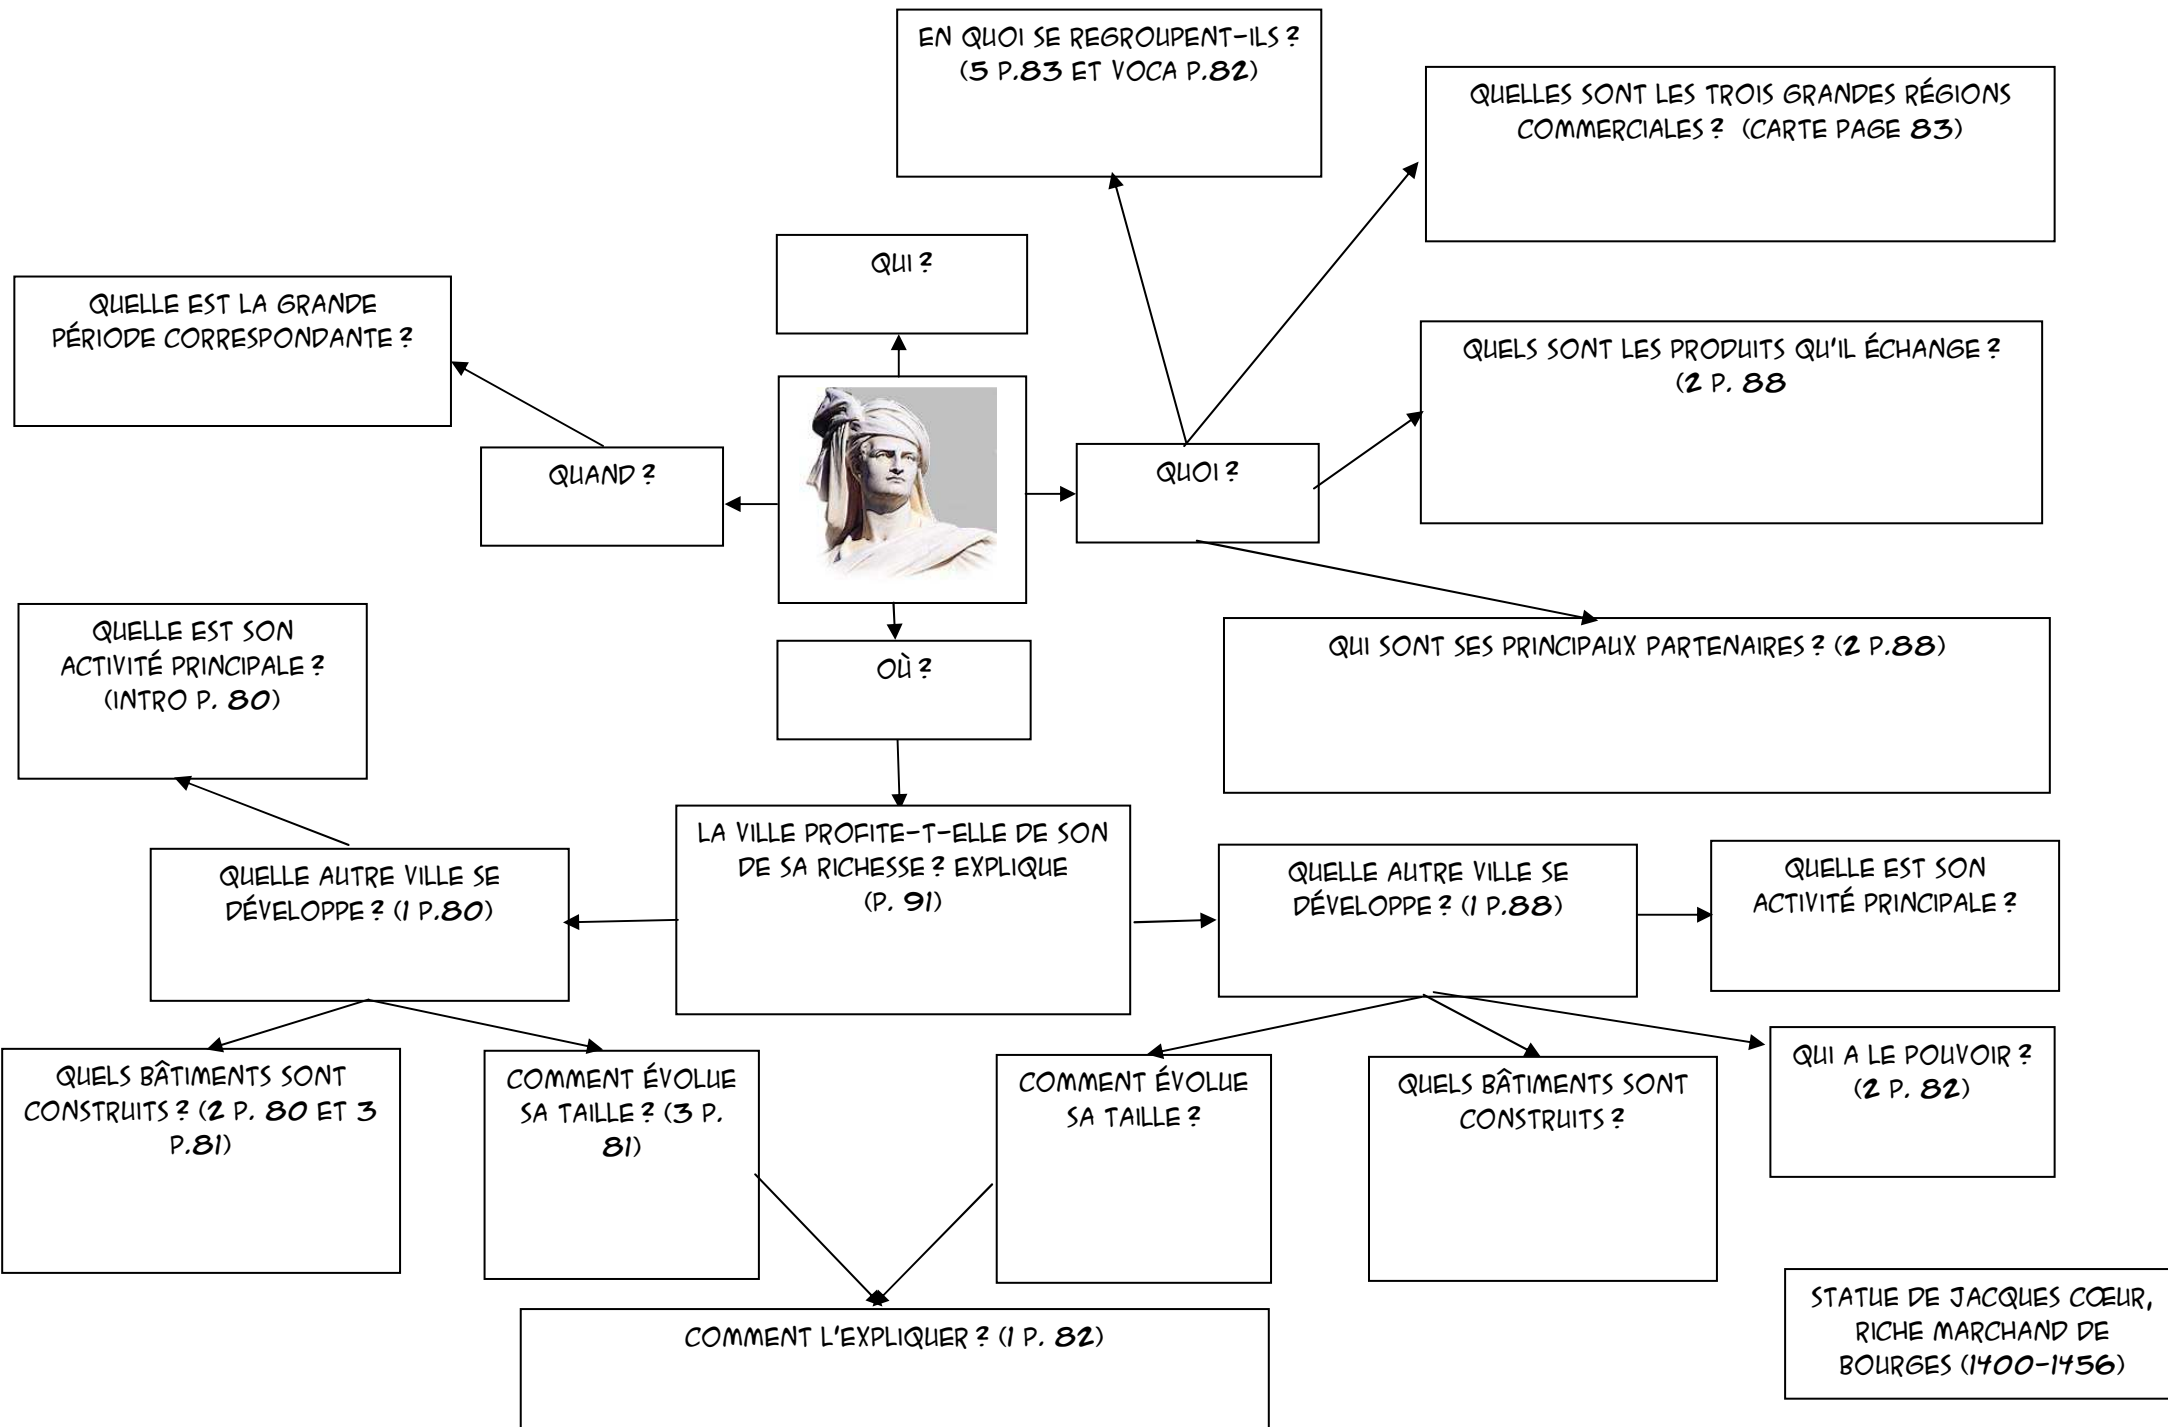 EN QUOI SE REGROUPENT-ILS ?
(5 P.83 ET VOCA P.82)
QUELLES SONT LES TROIS GRANDES RÉGIONS
COMMERCIALES ? (CARTE PAGE 83)
QUI ?
QUELLE EST LA GRANDE
PÉRIODE CORRESPONDANTE ?
QUELS SONT LES PRODUITS QU'IL ÉCHANGE ?
(2 P. 88
QUAND ?
QUOI ?
QUELLE EST SON
ACTIVITÉ PRINCIPALE ?
(INTRO P. 80)
OÙ ?
QUI SONT SES PRINCIPAUX PARTENAIRES ? (2 P.88)
QUELLE AUTRE VILLE SE
DÉVELOPPE ? (1 P.80)
LA VILLE PROFITE-T-ELLE DE SON
DE SA RICHESSE ? EXPLIQUE
(P. 91)
QUELLE AUTRE VILLE SE
DÉVELOPPE ? (1 P.88)
QUELLE EST SON
ACTIVITÉ PRINCIPALE ?
QUELS BÂTIMENTS SONT
CONSTRUITS ? (2 P. 80 ET 3
P.81)
COMMENT ÉVOLUE
SA TAILLE ? (3 P.
81)
COMMENT ÉVOLUE
SA TAILLE ?
QUELS BÂTIMENTS SONT
CONSTRUITS ?
QUI A LE POUVOIR ?
(2 P. 82)
COMMENT L'EXPLIQUER ? (1 P. 82)
STATUE DE JACQUES CŒUR,
RICHE MARCHAND DE
BOURGES (1400-1456)